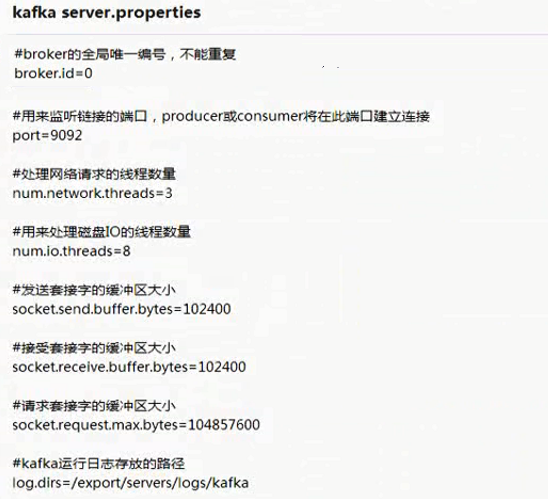 kafka server.properties
#broker的全局唯一编号，不能重复
broker.id=0
#用来监听链接的端口，producer或consumer将在此端口建立连接
port=9092
#处理网络请求的线程数量
num.network.threads=3
#用来处理磁盘IO的线程数量
num.io.threads=8
#发送套接字的缓冲区大小
socket.send.buffer.bytes=102400
#接受套接字的缓冲区大小
socket.receive.buffer.bytes=102400
#请求套接字的缓冲区大小
socket.request.max.bytes=104857600
#kafka运行日志存放的路径
log.dirs=/export/servers/logs/kafka